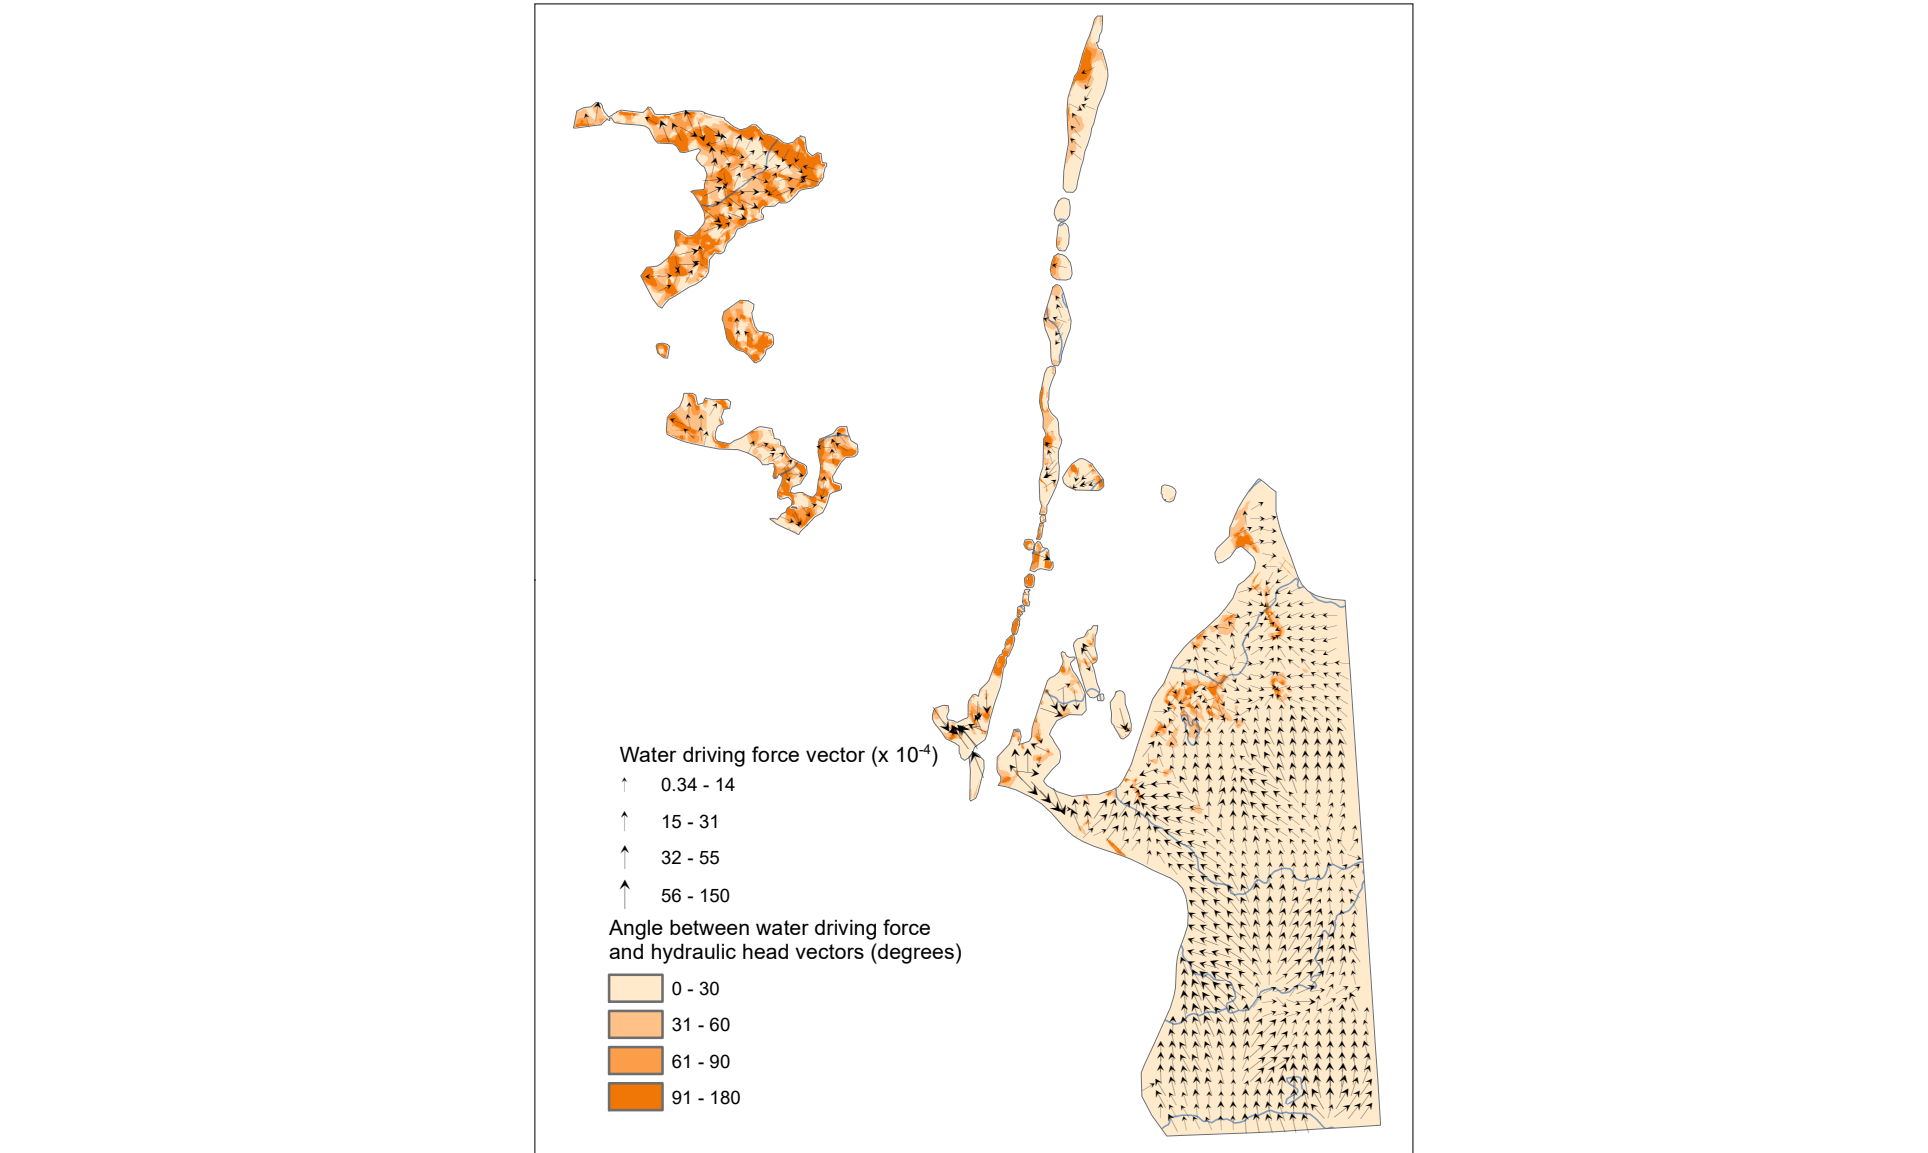 Water driving force vector (x 10-4)
0.34 - 14
15 - 31
32 - 55
56 - 150
Angle between water driving force
and hydraulic head vectors (degrees)
0 - 30
31 - 60
61 - 90
91 - 180